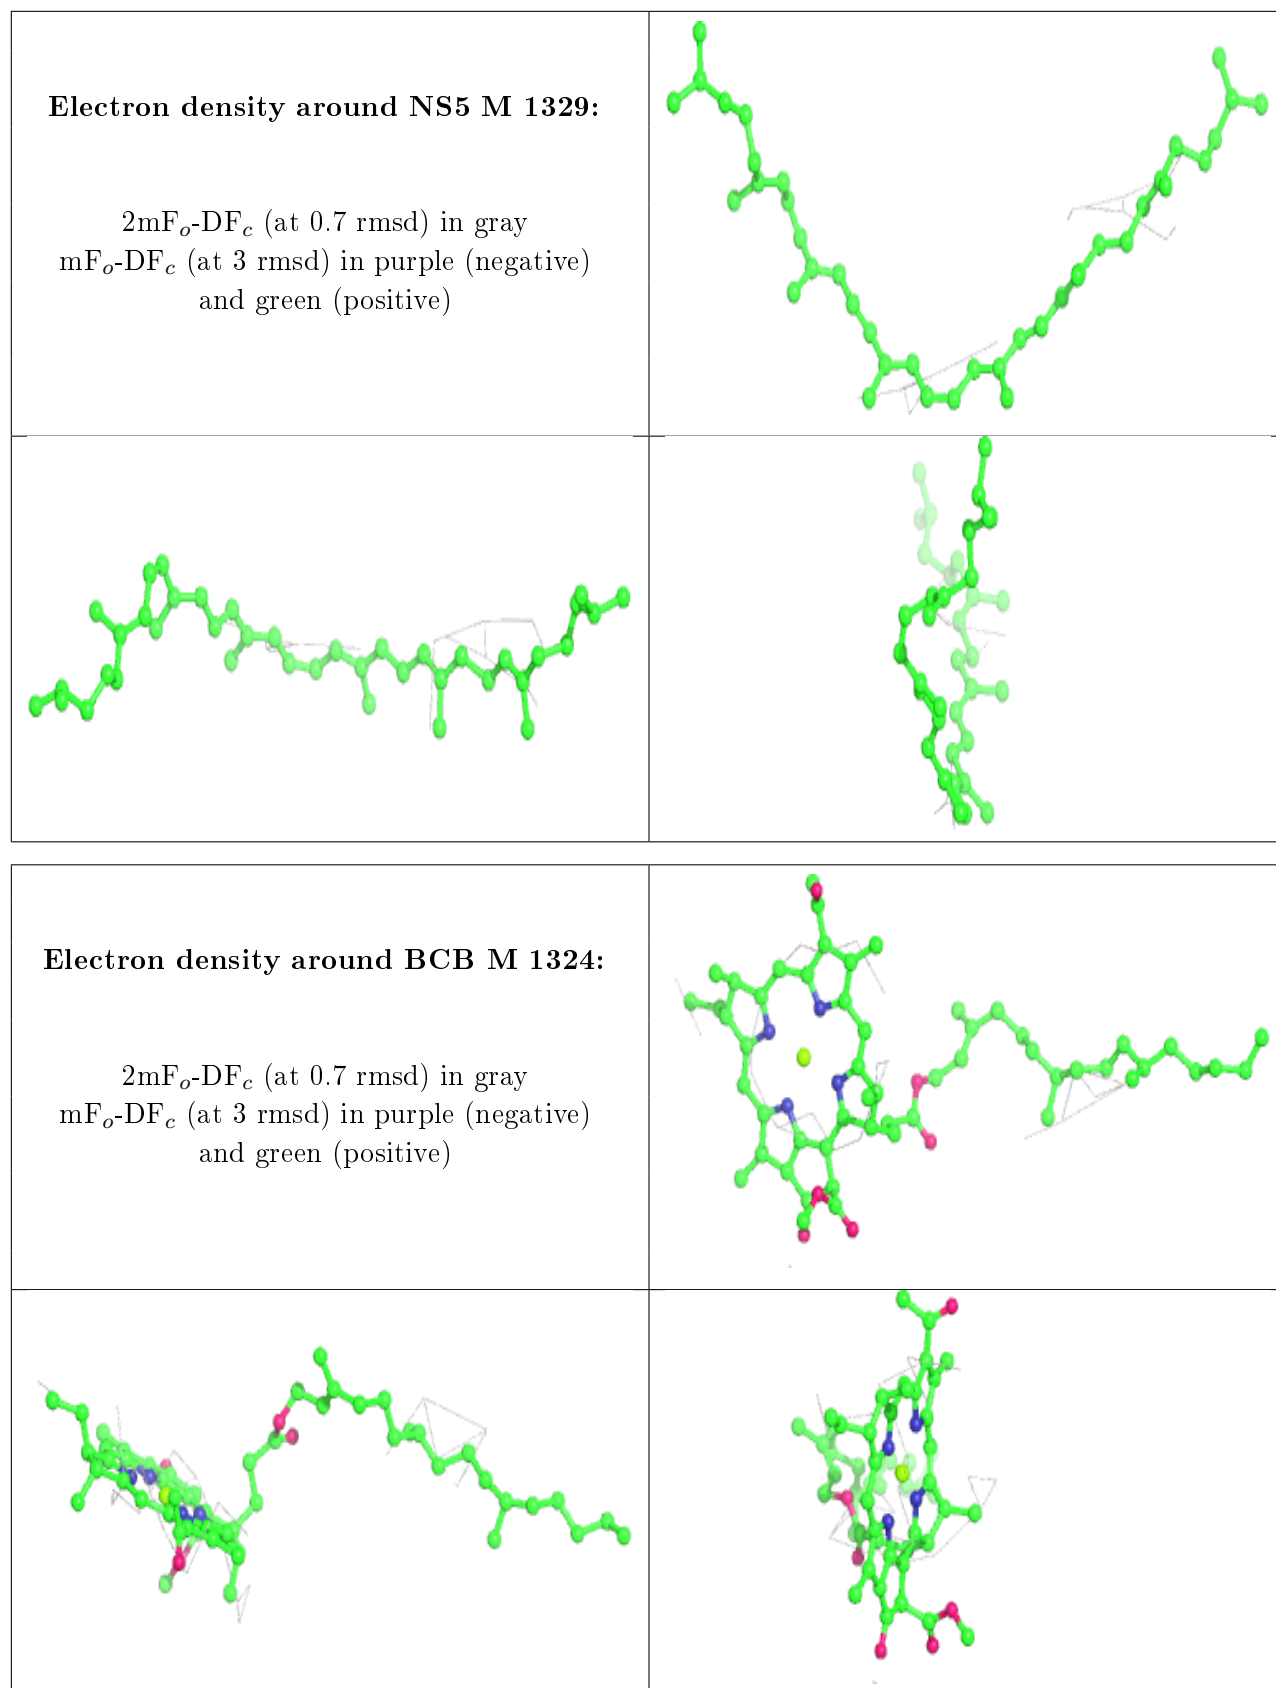 Electron density around NS5 M 1329:
2mFo-DFc (at 0.7 rmsd) in gray
mFo-DFc (at 3 rmsd) in purple (negative)
and green (positive)
Electron density around BCB M 1324:
2mFo-DFc (at 0.7 rmsd) in gray
mFo-DFc (at 3 rmsd) in purple (negative)
and green (positive)